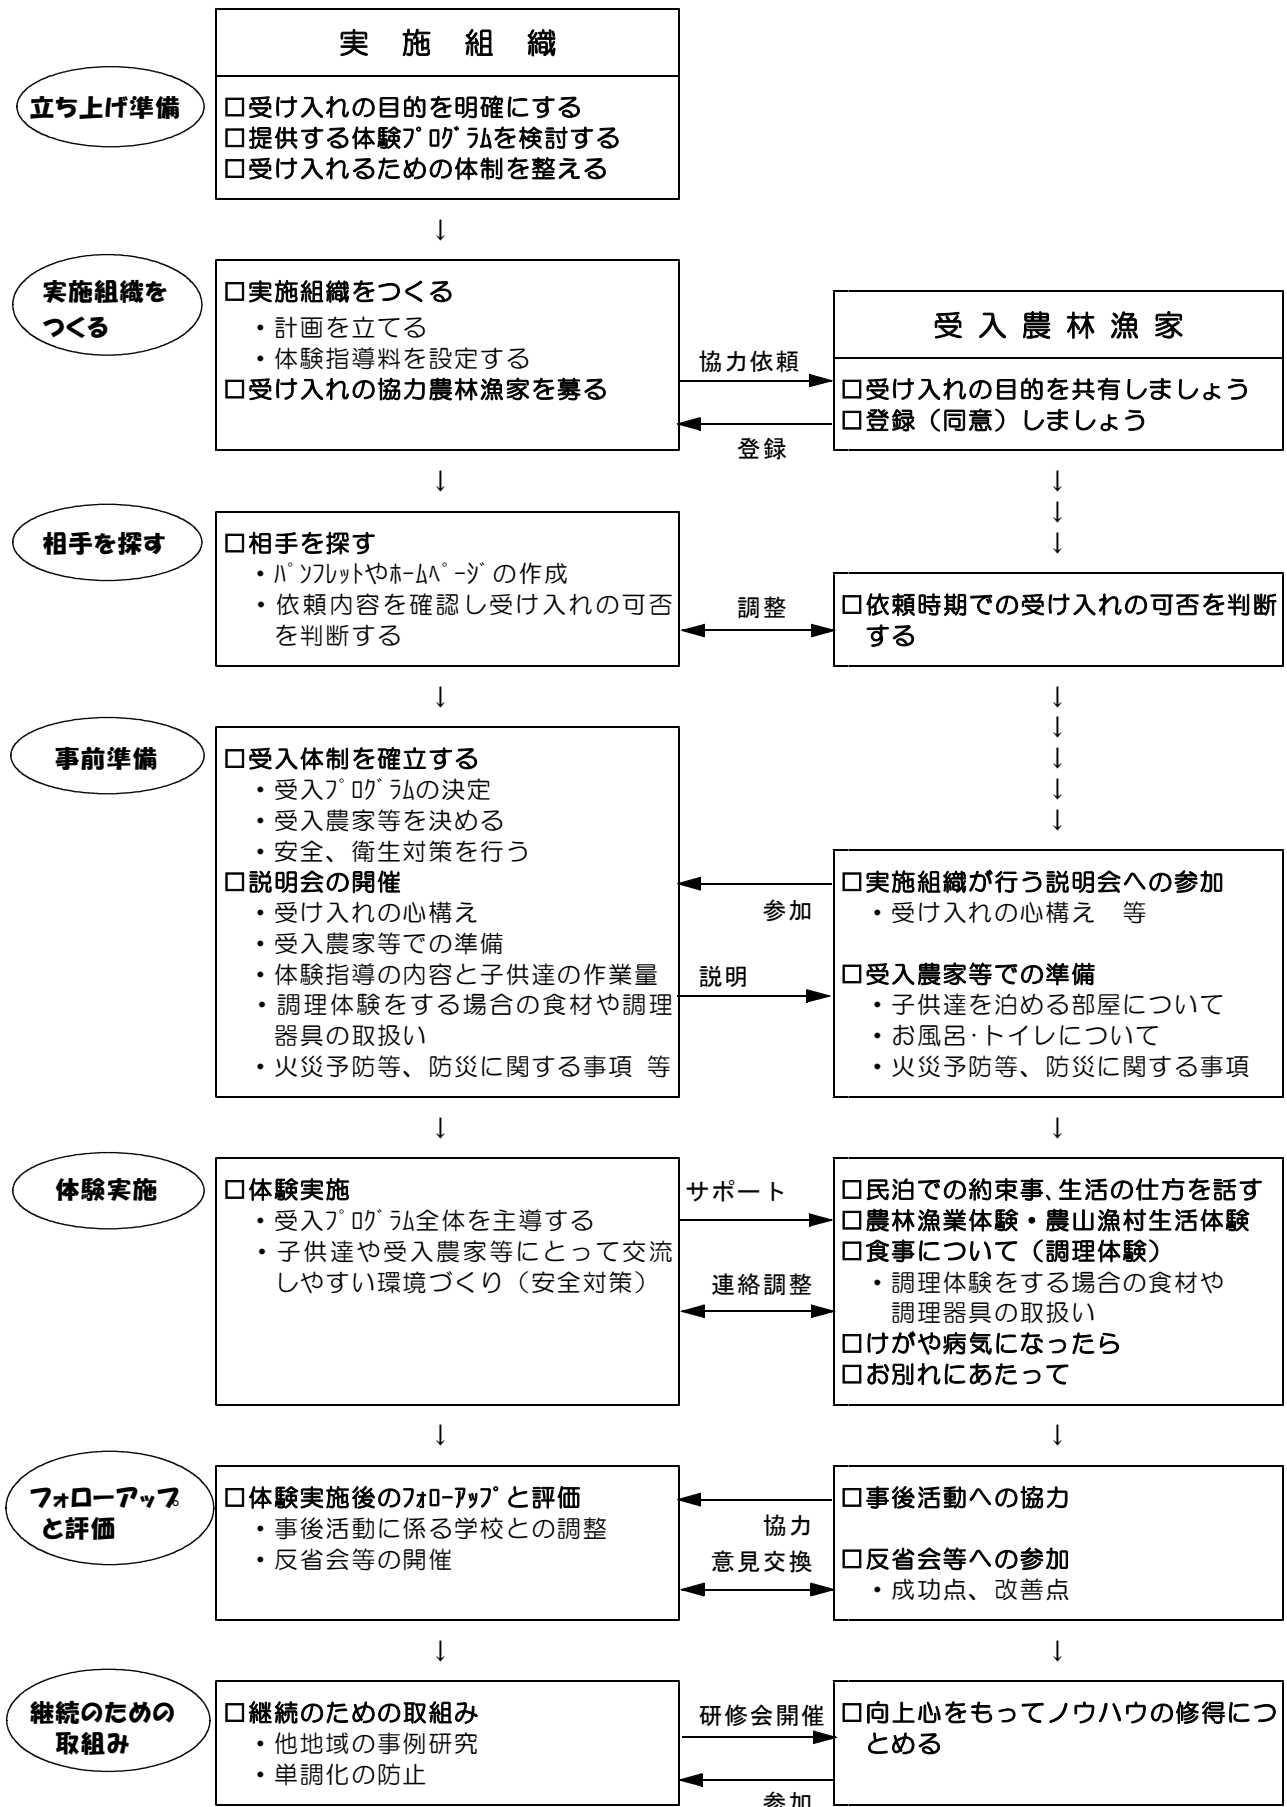 実施組織
立ち上げ準備
□受け入れの目的を明確にする
□提供する体験ﾌﾟﾛｸﾞﾗﾑを検討する
□受け入れるための体制を整える
↓
実施組織を
つくる
□実施組織をつくる
・計画を立てる
・体験指導料を設定する
□受け入れの協力農林漁家を募る
協力依頼
登録
受入農林漁家
□受け入れの目的を共有しましょう
□登録（同意）しましょう
↓
↓
↓
↓
相手を探す
□相手を探す
・ﾊﾟﾝﾌﾚｯﾄやﾎｰﾑﾍﾟｰｼﾞの作成
・依頼内容を確認し受け入れの可否
を判断する
調整
□依頼時期での受け入れの可否を判断
する
↓
↓
↓
↓
↓
↓
事前準備
□受入体制を確立する
・受入ﾌﾟﾛｸﾞﾗﾑの決定
・受入農家等を決める
・安全、衛生対策を行う
□説明会の開催
・受け入れの心構え
・受入農家等での準備
・体験指導の内容と子供達の作業量
・調理体験をする場合の食材や調理
器具の取扱い
・火災予防等、防災に関する事項 等
参加
説明
□実施組織が行う説明会への参加
・受け入れの心構え　等
□受入農家等での準備
・子供達を泊める部屋について
・お風呂･トイレについて
・火災予防等、防災に関する事項
↓
↓
体験実施
□体験実施
・受入ﾌﾟﾛｸﾞﾗﾑ全体を主導する
・子供達や受入農家等にとって交流
しやすい環境づくり（安全対策）
サポート
連絡調整
□民泊での約束事､生活の仕方を話す
□農林漁業体験・農山漁村生活体験
□食事について（調理体験）
・調理体験をする場合の食材や
調理器具の取扱い
□けがや病気になったら
□お別れにあたって
↓
↓
フォローアップ
と評価
□体験実施後のﾌｫﾛｰｱｯﾌﾟと評価
・事後活動に係る学校との調整
・反省会等の開催
協力
意見交換
□事後活動への協力
□反省会等への参加
・成功点、改善点
↓
↓
継続のための
取組み
□継続のための取組み
・他地域の事例研究
・単調化の防止
研修会開催
参加
□向上心をもってノウハウの修得につ
とめる